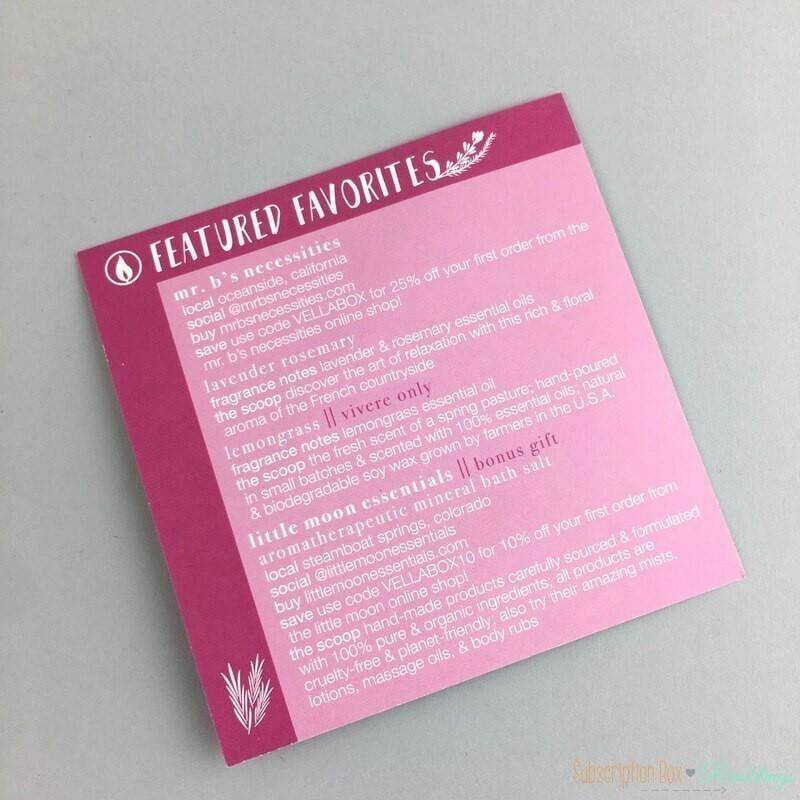 FEATURED FAVORITES
mr. b's necessities
local oceanside, california
social @mrbsnecessities
buy mrbsnecessities.com
save use code VELLABOX for 25% off your first order from the
mr. b's necessities online shop!
lavender rosemary
fragrance notes lavender & rosemary essential oils
the scoop discover the art of relaxation with this rich & floral
aroma of the French countryside
lemongrass || vivere only
fragrance notes lemongrass essential oil
the scoop the fresh scent of a spring pasture; hand-poured
in small batches & scented with 100% essential oils; natural
& biodegradable soy wax grown by farmers in the U.S.A.
little moon essentials || bonus gift
aromatherapeutic mineral bath salt
local steamboat springs, colorado
social @littlemoonessentials
buy littlemoonessentials.com
save use code VELLABOX10 for 10% off your first order from
the little moon online shop!
the scoop hand-made products carefully sourced & formulated
with 100% pure & organic ingredients; all products are
cruelty-free & planet-friendly; also try their amazing mists,
lotions, massage oils, & body rubs
Subscription Box Ramblings